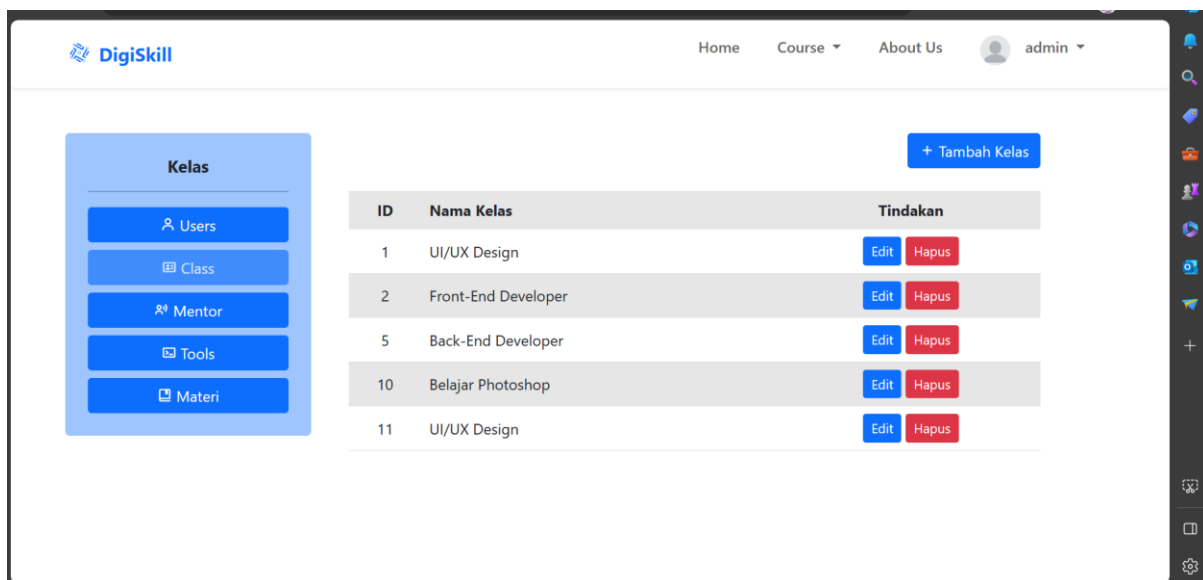 DigiSkill Home Course About Us admin
+ Tambah Kelas
Kelas
Users
Class
Mentor
Tools
Materi
ID Nama Kelas Tindakan
1 UI/UX Design Edit Hapus
2 Front-End Developer Edit Hapus
5 Back-End Developer Edit Hapus
10 Belajar Photoshop Edit Hapus
11 UI/UX Design Edit Hapus